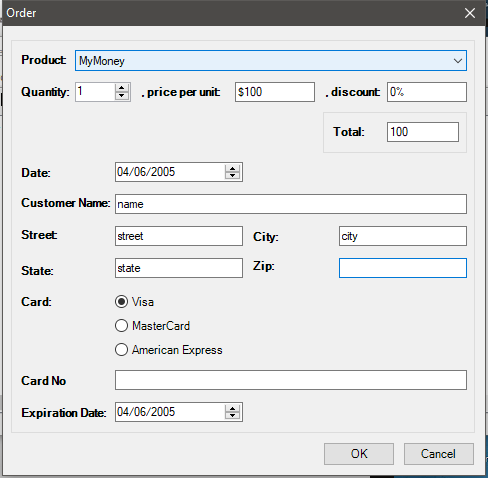 Order
Product: MyMoney
Quantity: 1 , price per unit: $100 , discount: 0%
Total: 100
Date: 04/06/2005
Customer Name: name
Street: street City: city
State: state Zip:
Card: Visa
MasterCard
American Express
Card No
Expiration Date: 04/06/2005
OK Cancel